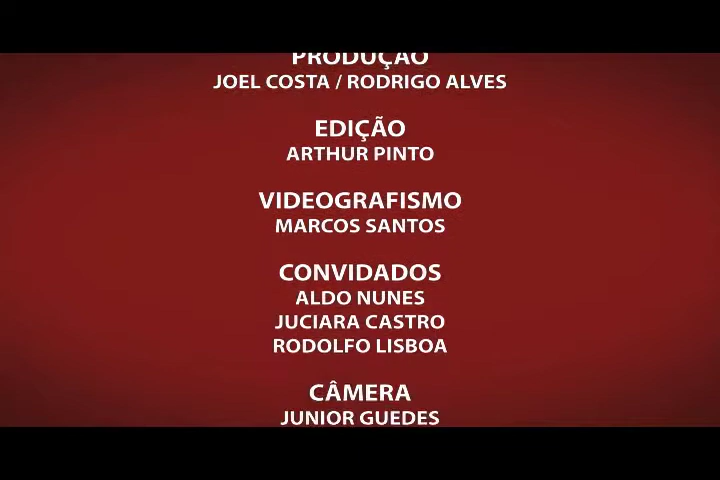 PRODUÇÃO
JOEL COSTA / RODRIGO ALVES
EDIÇÃO
ARTHUR PINTO
VIDEOGRAFISMO
MARCOS SANTOS
CONVIDADOS
ALDO NUNES
JUCIARA CASTRO
RODOLFO LISBOA
CÂMERA
JUNIOR GUEDES